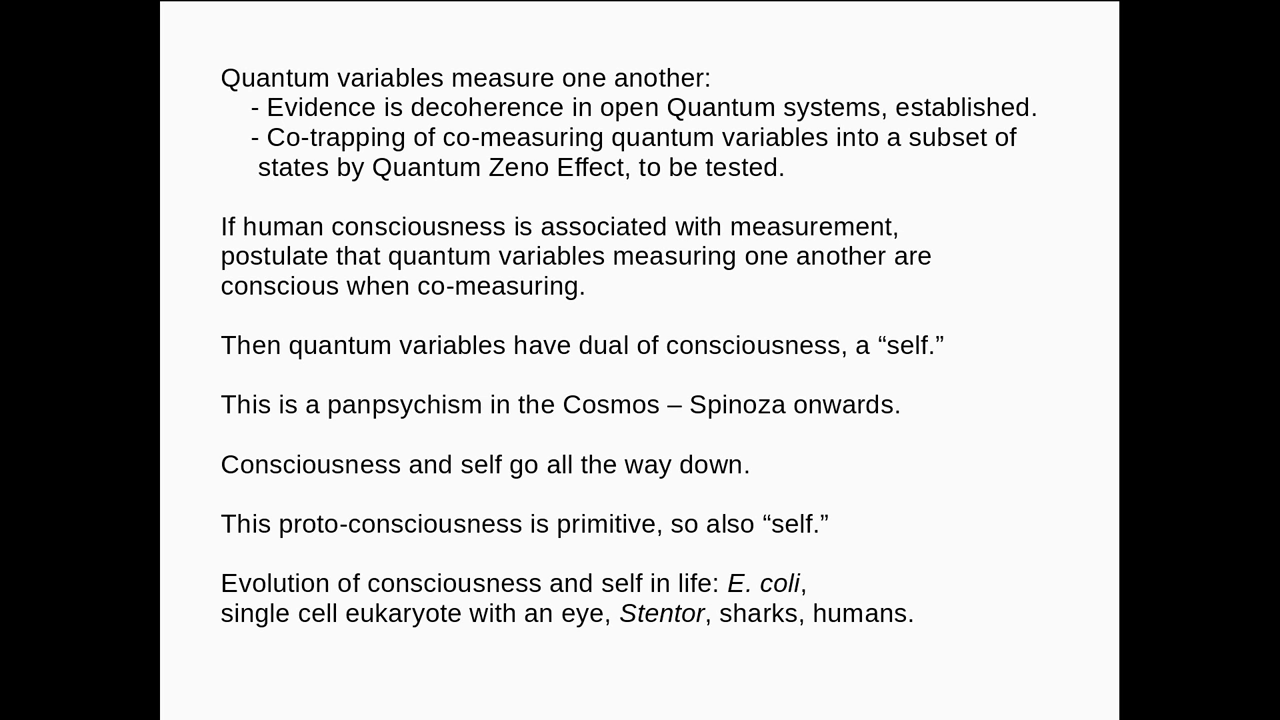 Quantum variables measure one another:
- Evidence is decoherence in open Quantum systems, established.
- Co-trapping of co-measuring quantum variables into a subset of
states by Quantum Zeno Effect, to be tested.
If human consciousness is associated with measurement,
postulate that quantum variables measuring one another are
conscious when co-measuring.
Then quantum variables have dual of consciousness, a “self.”
This is a panpsychism in the Cosmos – Spinoza onwards.
Consciousness and self go all the way down.
This proto-consciousness is primitive, so also “self.”
Evolution of consciousness and self in life: E. coli,
single cell eukaryote with an eye, Stentor, sharks, humans.